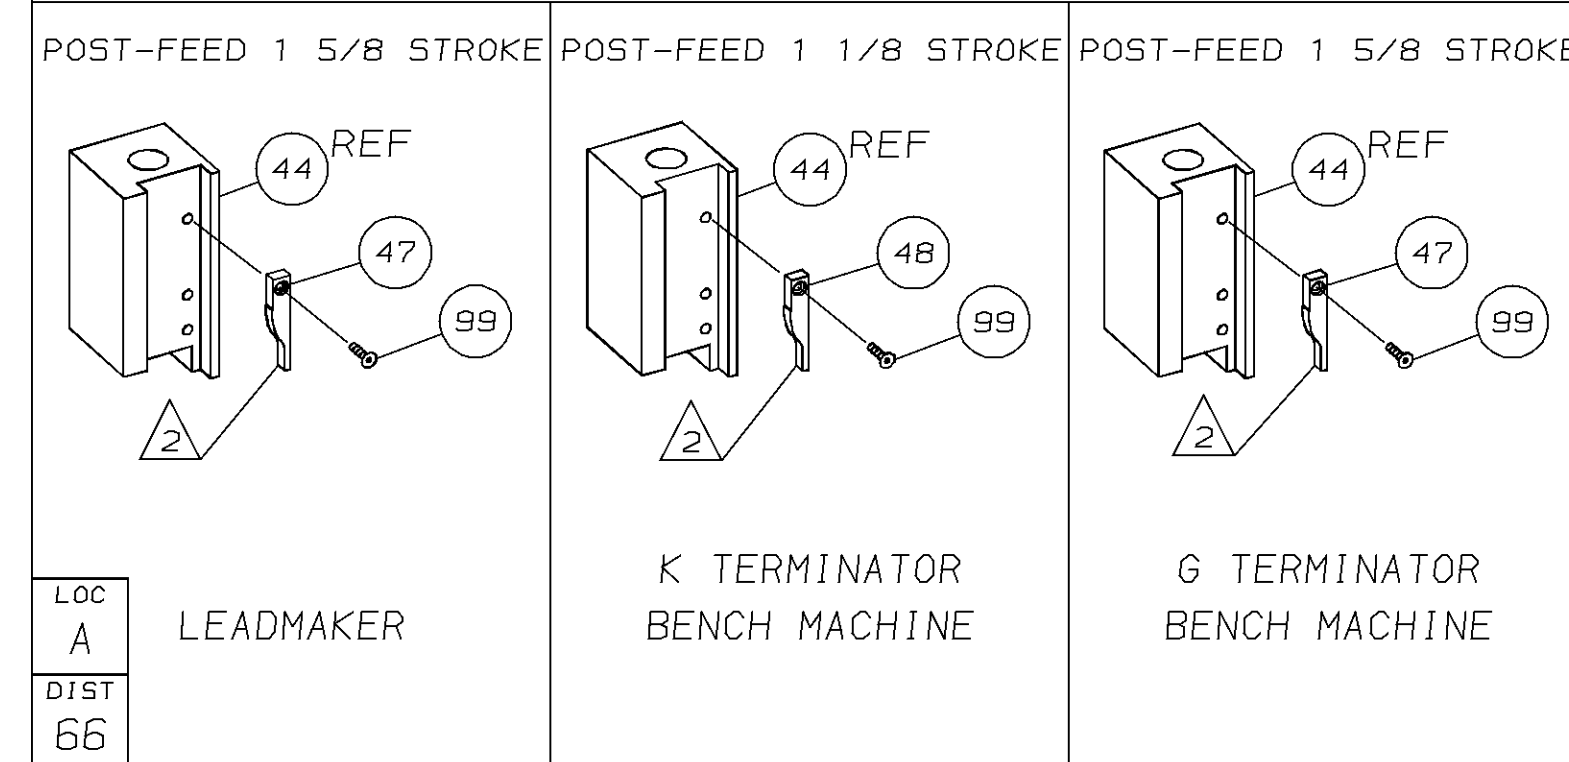 POST-FEED 1 5/8 STROKE
44 REF
47
99
2
LEADMAKER
POST-FEED 1 1/8 STROKE
44 REF
48
99
2
K TERMINATOR
BENCH MACHINE
POST-FEED 1 5/8 STROKE
44 REF
47
99
2
G TERMINATOR
BENCH MACHINE
LOC
A
DIST
66